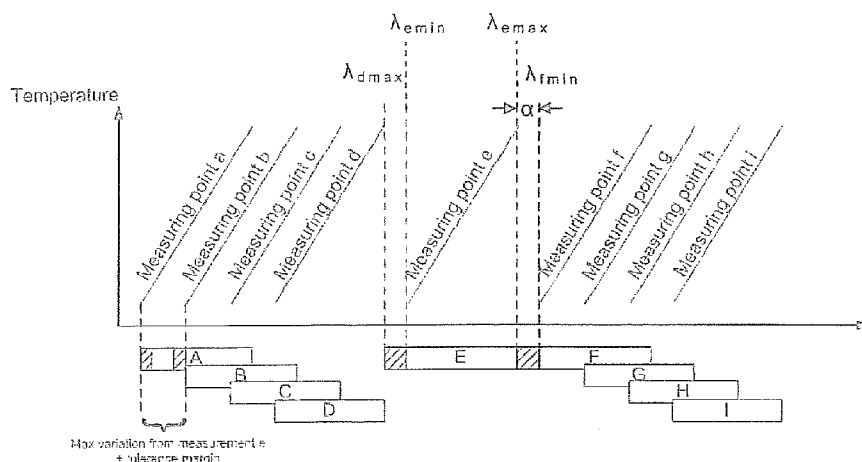 λemin
λemax
λdmax
λfmin
α
Temperature
Measuring point a
Measuring point b
Measuring point c
Measuring point d
Measuring point e
Measuring point f
Measuring point g
Measuring point h
Measuring point i
A
E
F
B
G
C
H
D
I
Max variation from measurement e
+ tolerance margin